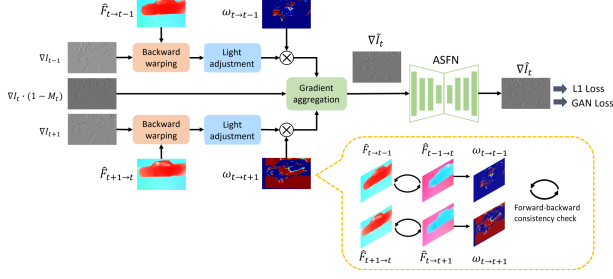 F̂t→t−1
ωt→t−1
∇It−1
Backward warping
Light adjustment
∇Ĩt
ASFN
∇Ît
∇It · (1 − Mt)
Gradient aggregation
L1 Loss
GAN Loss
∇It+1
Backward warping
Light adjustment
F̂t+1→t
ωt→t+1
F̂t→t−1
F̂t−1→t
ωt→t−1
Forward-backward consistency check
F̂t+1→t
F̂t→t+1
ωt→t+1